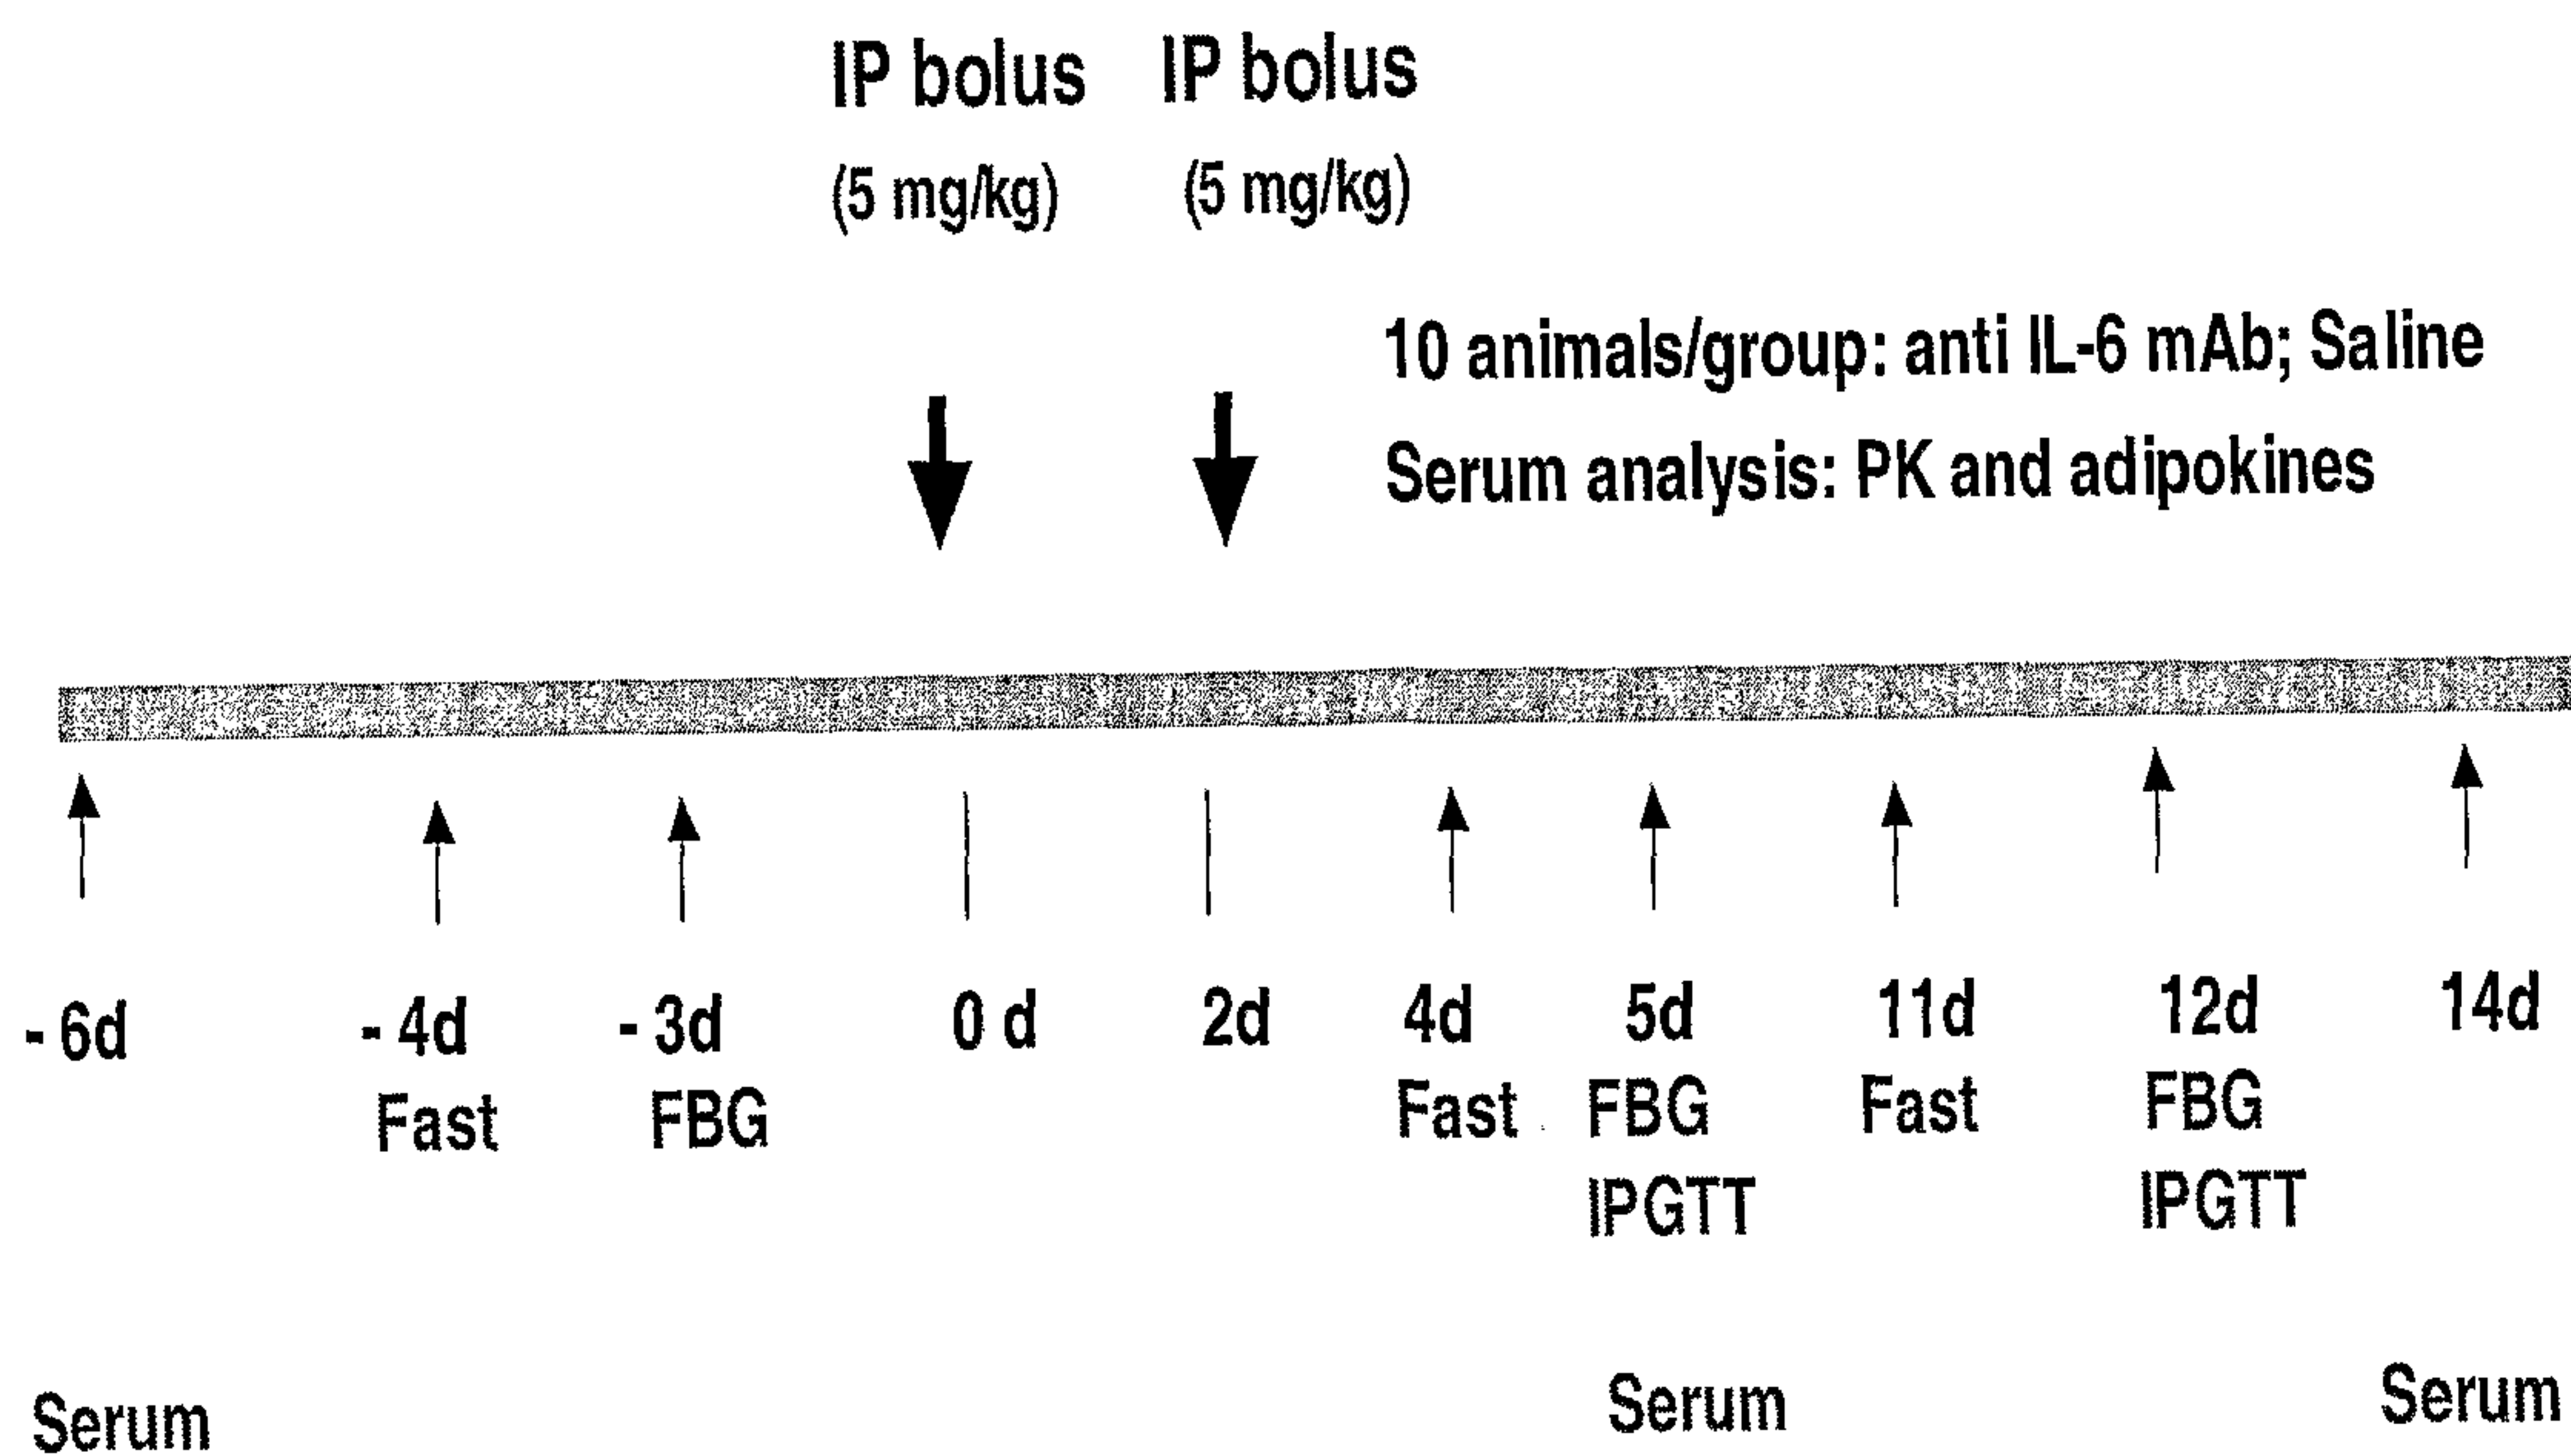 IP bolus IP bolus
(5 mg/kg) (5 mg/kg)
10 animals/group: anti IL-6 mAb; Saline
Serum analysis: PK and adipokines
- 6d - 4d - 3d 0 d 2d 4d 5d 11d 12d 14d
Fast FBG Fast FBG Fast FBG
IPGTT IPGTT
Serum Serum Serum